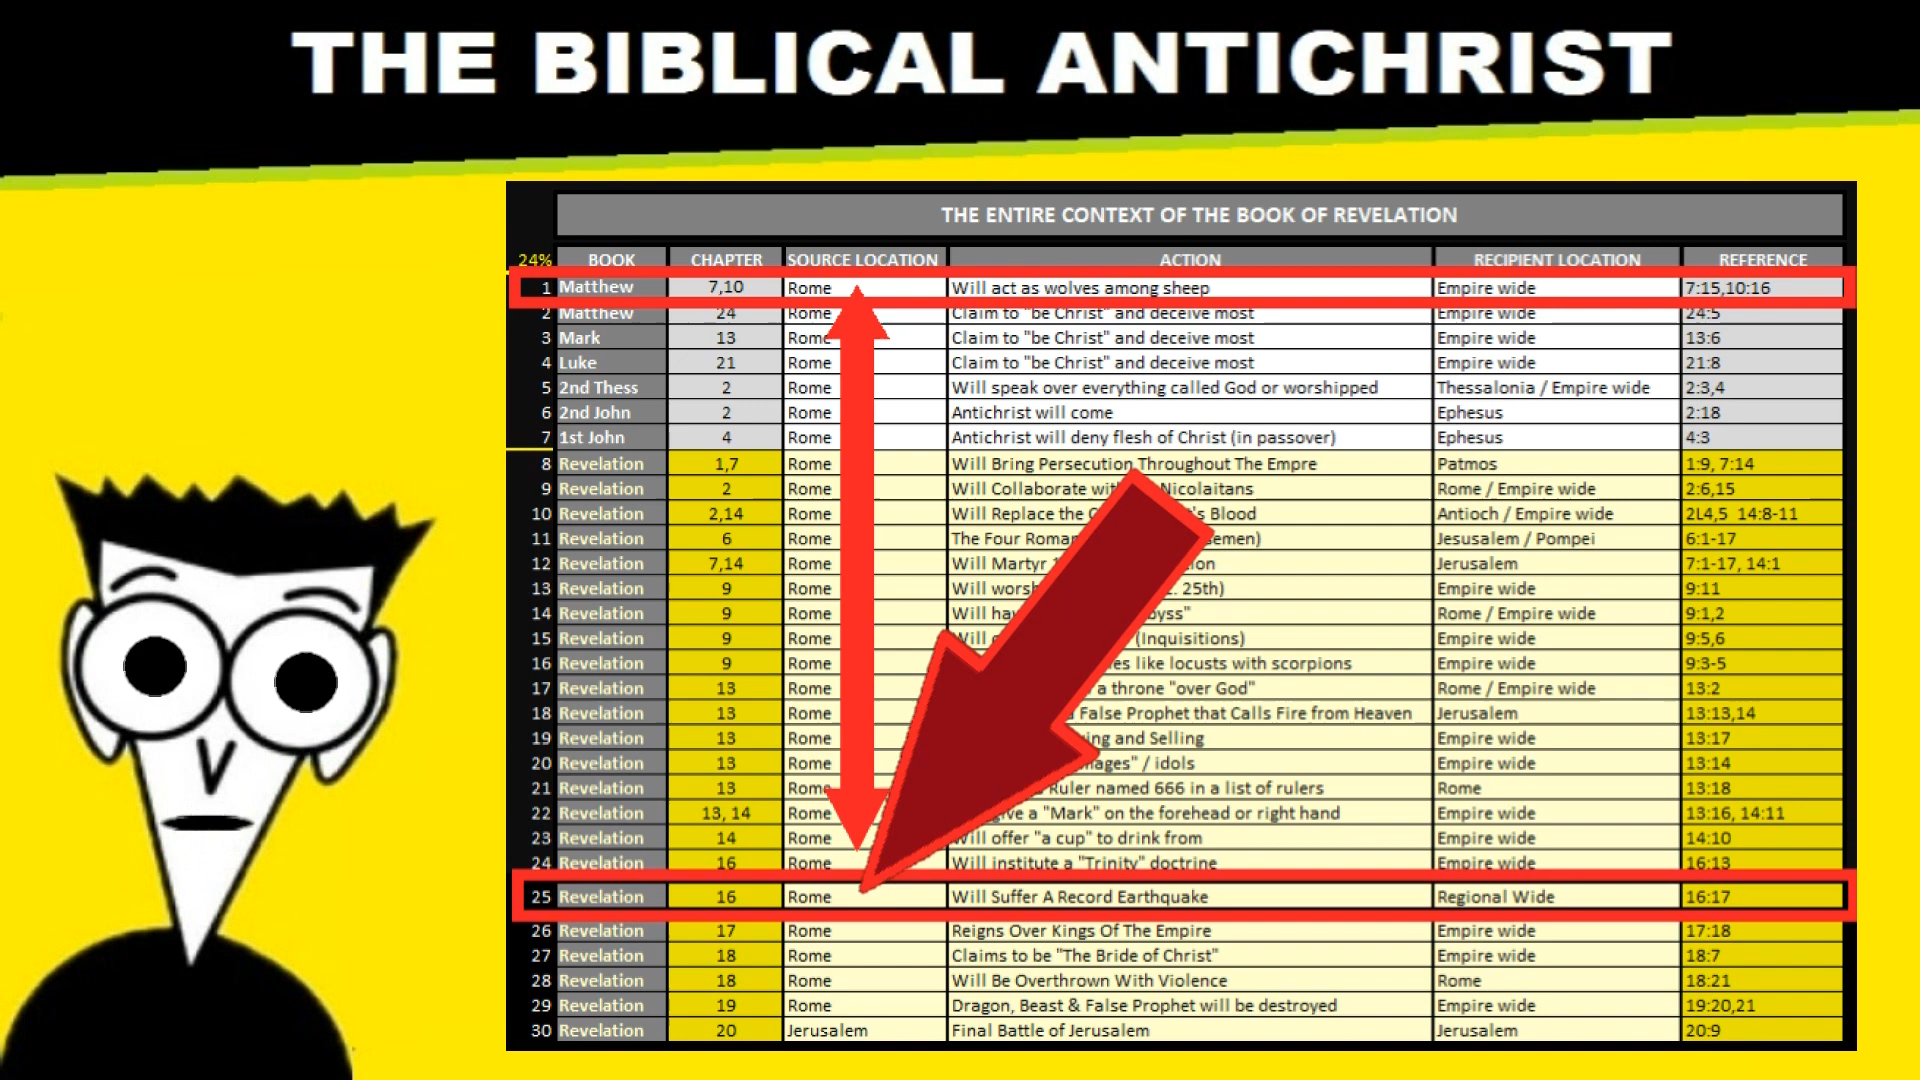 THE BIBLICAL ANTICHRIST
THE ENTIRE CONTEXT OF THE BOOK OF REVELATION
24% BOOK CHAPTER SOURCE LOCATION ACTION RECIPIENT LOCATION REFERENCE
1 Matthew 7,10 Rome Will act as wolves among sheep Empire wide 7:15,10:16
2 Matthew 24 Rome Claim to "be Christ" and deceive most Empire wide 24:5
3 Mark 13 Rome Claim to "be Christ" and deceive most Empire wide 13:6
4 Luke 21 Rome Claim to "be Christ" and deceive most Empire wide 21:8
5 2nd Thess 2 Rome Will speak over everything called God or worshipped Thessalonia / Empire wide 2:3,4
6 2nd John 2 Rome Antichrist will come Ephesus 2:18
7 1st John 4 Rome Antichrist will deny flesh of Christ (in passover) Ephesus 4:3
8 Revelation 1,7 Rome Will Bring Persecution Throughout The Empre Patmos 1:9, 7:14
9 Revelation 2 Rome Will Collaborate Nicolaitans Rome / Empire wide 2:6,15
10 Revelation 2,14 Rome Will Replace the Blood Antioch / Empire wide 2L4,5 14:8-11
11 Revelation 6 Rome The Four Jesusalem / Pompei 6:1-17
12 Revelation 7,14 Rome Will Martyr Jerusalem 7:1-17, 14:1
13 Revelation 9 Rome Will 25th) Empire wide 9:11
14 Revelation 9 Rome Will Rome / Empire wide 9:1,2
15 Revelation 9 Rome Will (Inquisitions) Empire wide 9:5,6
16 Revelation 9 Rome like locusts with scorpions Empire wide 9:3-5
17 Revelation 13 Rome a throne "over God" Rome / Empire wide 13:2
18 Revelation 13 Rome False Prophet that Calls Fire from Heaven Jerusalem 13:13,14
19 Revelation 13 Rome and Selling Empire wide 13:17
20 Revelation 13 Rome / idols Empire wide 13:14
21 Revelation 13 Rome Ruler named 666 in a list of rulers Rome 13:18
22 Revelation 13, 14 Rome give a "Mark" on the forehead or right hand Empire wide 13:16, 14:11
23 Revelation 14 Rome Will offer "a cup" to drink from Empire wide 14:10
24 Revelation 16 Rome Will institute a "Trinity" doctrine Empire wide 16:13
25 Revelation 16 Rome Will Suffer A Record Earthquake Regional Wide 16:17
26 Revelation 17 Rome Reigns Over Kings Of The Empire Empire wide 17:18
27 Revelation 18 Rome Claims to be "The Bride of Christ" Empire wide 18:7
28 Revelation 18 Rome Will Be Overthrown With Violence Rome 18:21
29 Revelation 19 Rome Dragon, Beast & False Prophet will be destroyed Empire wide 19:20,21
30 Revelation 20 Jerusalem Final Battle of Jerusalem Jerusalem 20:9